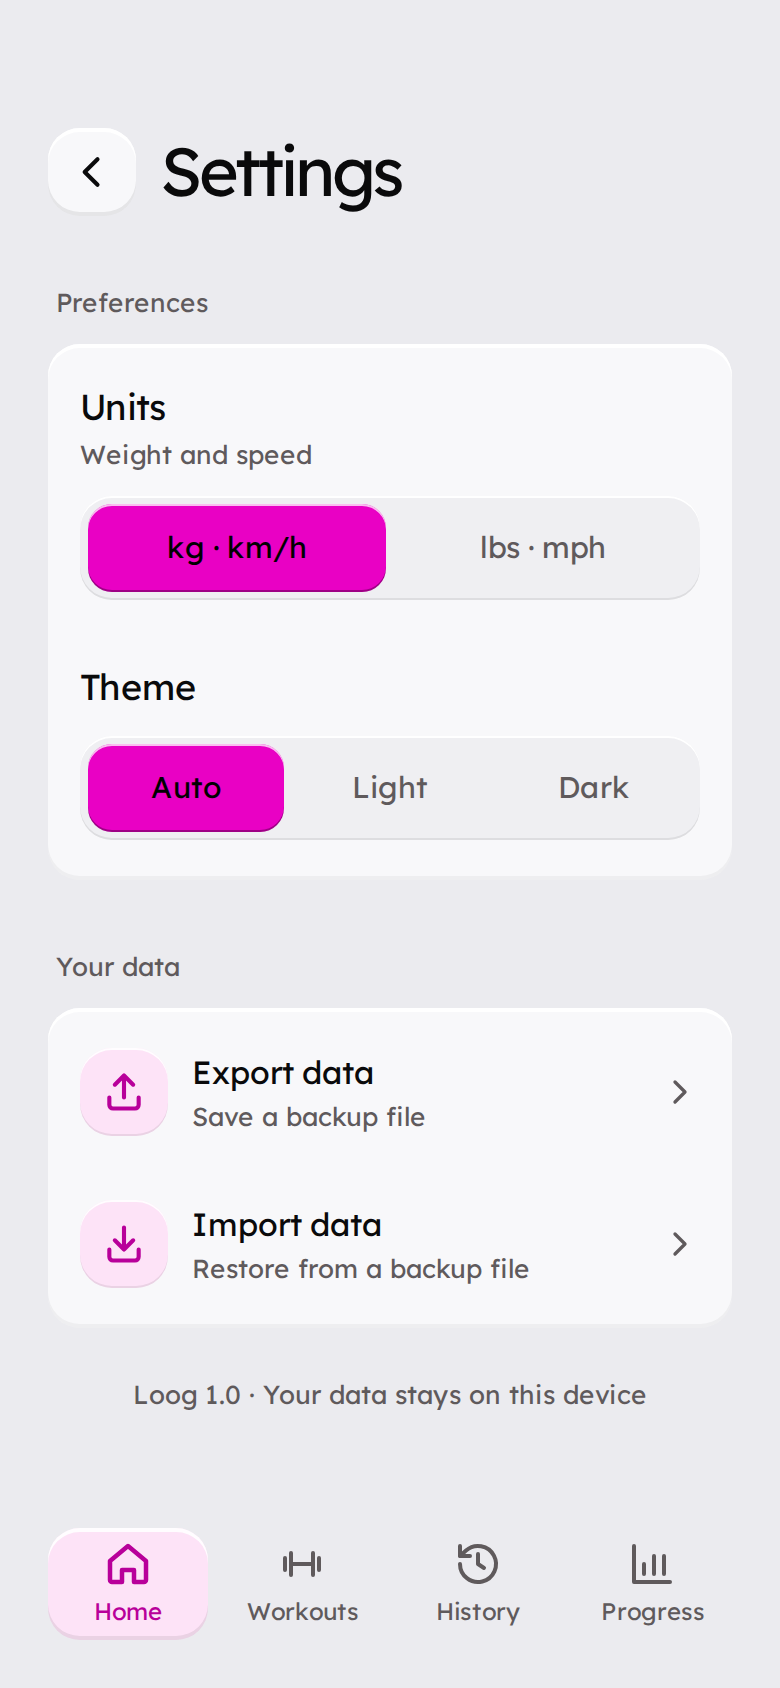 Settings
Preferences
Units
Weight and speed
kg · km/h
lbs · mph
Theme
Auto
Light
Dark
Your data
Export data
Save a backup file
Import data
Restore from a backup file
Loog 1.0 · Your data stays on this device
Home
Workouts
History
Progress